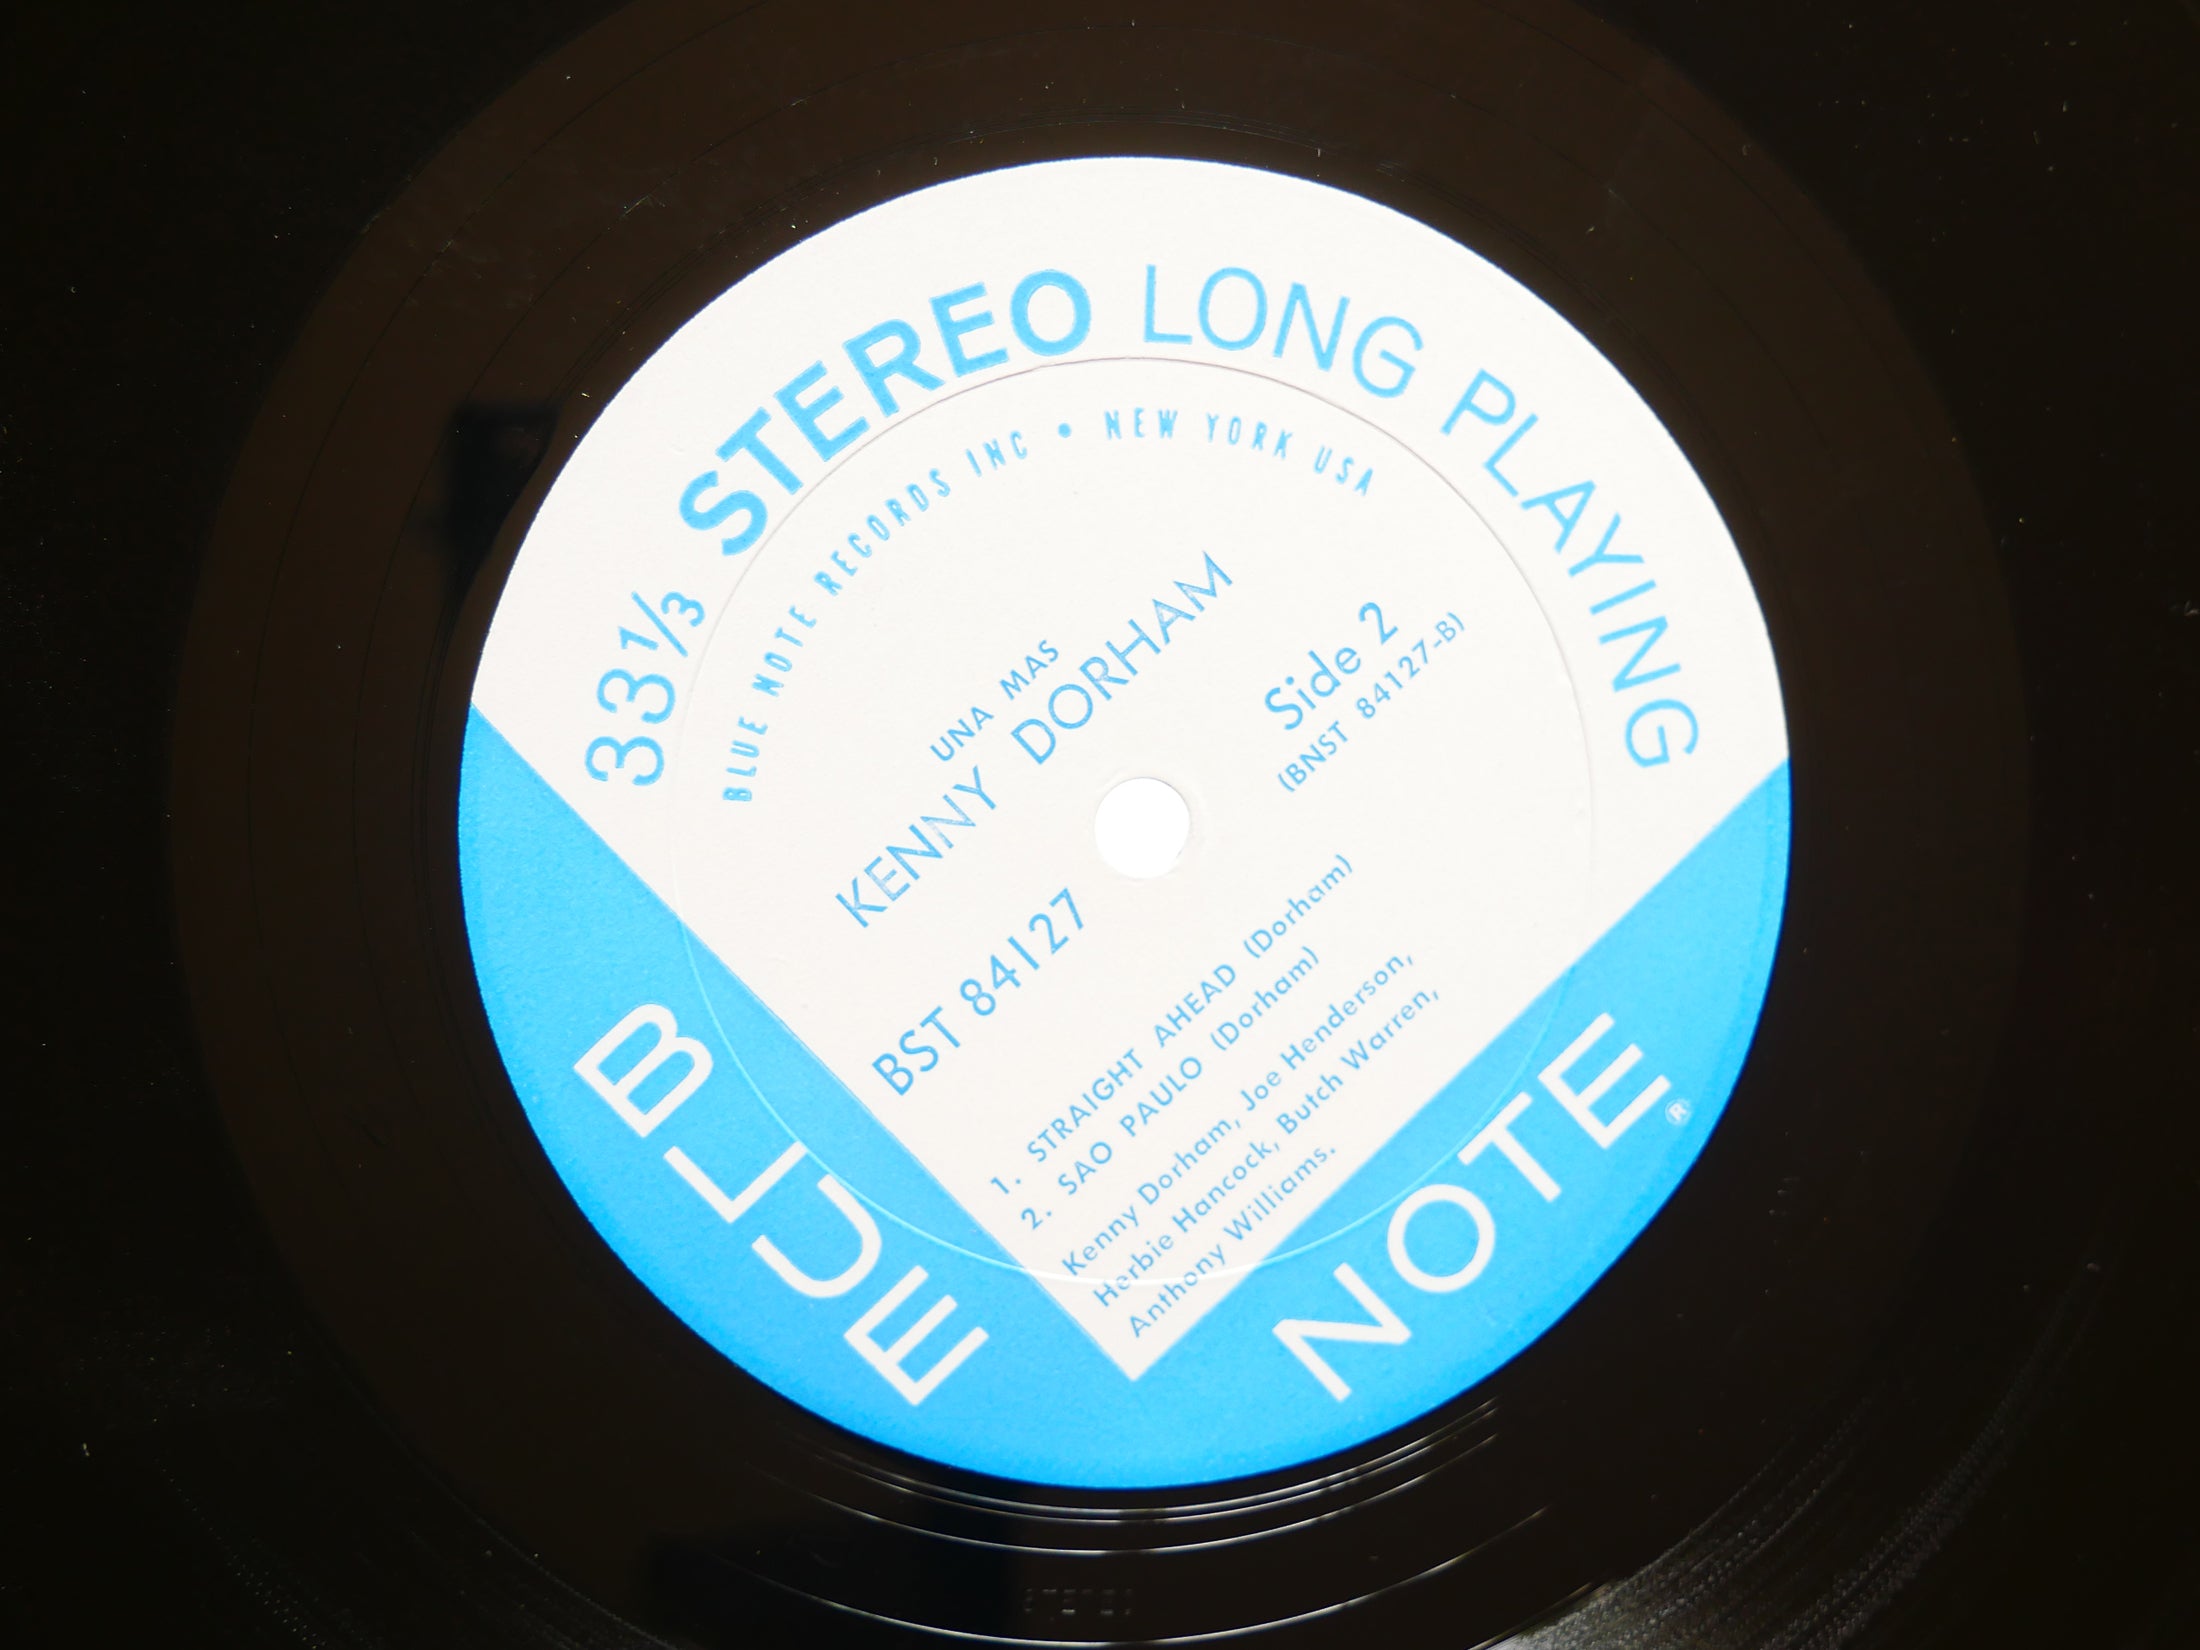 33⅓ STEREO LONG PLAYING
BLUE NOTE RECORDS INC • NEW YORK USA
UNA MAS
KENNY DORHAM
Side 2
(BNST 84127-B)
BST 84127
1. STRAIGHT AHEAD (Dorham)
2. SAO PAULO (Dorham)
Kenny Dorham, Joe Henderson,
Herbie Hancock, Butch Warren,
Anthony Williams.
BLUE NOTE®